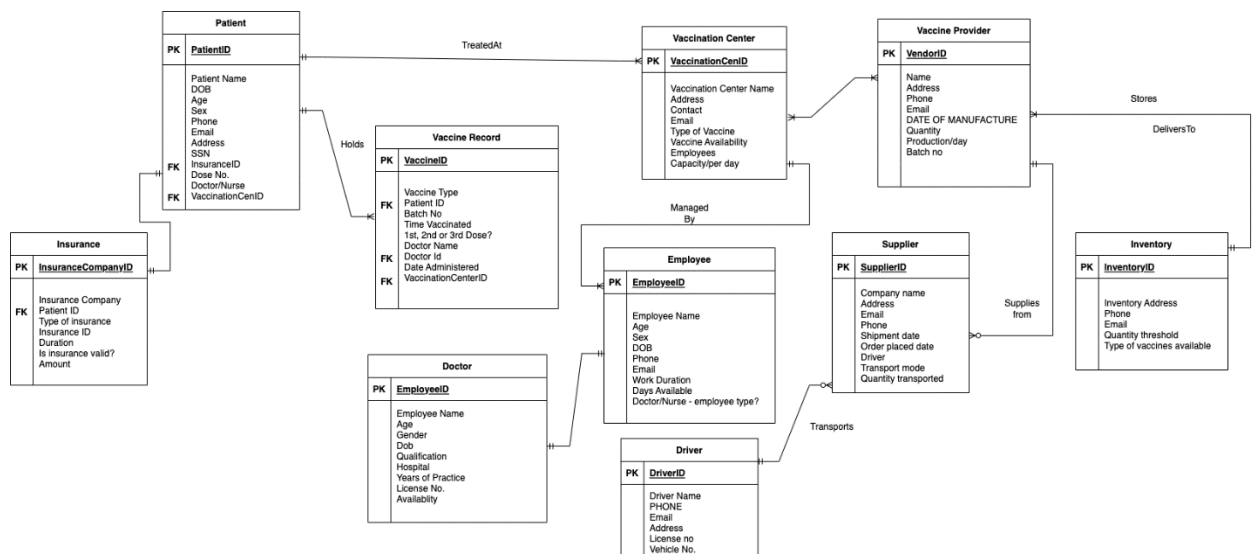 Patient
PK PatientID
Patient Name
DOB
Age
Sex
Phone
Email
Address
SSN
FK InsuranceID
Dose No.
Doctor/Nurse
FK VaccinationCenID
TreatedAt
Holds
Vaccination Center
PK VaccinationCenID
Vaccination Center Name
Address
Contact
Email
Type of Vaccine
Vaccine Availability
Employees
Capacity/per day
Vaccine Provider
PK VendorID
Name
Address
Phone
Email
DATE OF MANUFACTURE
Quantity
Production/day
Batch no
Stores
DeliversTo
Vaccine Record
PK VaccineID
Vaccine Type
FK Patient ID
Batch No
Time Vaccinated
1st, 2nd or 3rd Dose?
Doctor Name
FK Doctor Id
Date Administered
FK VaccinationCenterID
Managed
By
Insurance
PK InsuranceCompanyID
Insurance Company
FK Patient ID
Type of insurance
Insurance ID
Duration
Is insurance valid?
Amount
Employee
PK EmployeeID
Employee Name
Age
Sex
DOB
Phone
Email
Work Duration
Days Available
Doctor/Nurse - employee type?
Supplier
PK SupplierID
Company name
Address
Email
Phone
Shipment date
Order placed date
Driver
Transport mode
Quantity transported
Supplies
from
Inventory
PK InventoryID
Inventory Address
Phone
Email
Quantity threshold
Type of vaccines available
Doctor
PK EmployeeID
Employee Name
Age
Gender
Dob
Qualification
Hospital
Years of Practice
License No.
Availablity
Transports
Driver
PK DriverID
Driver Name
PHONE
Email
Address
License no
Vehicle No.